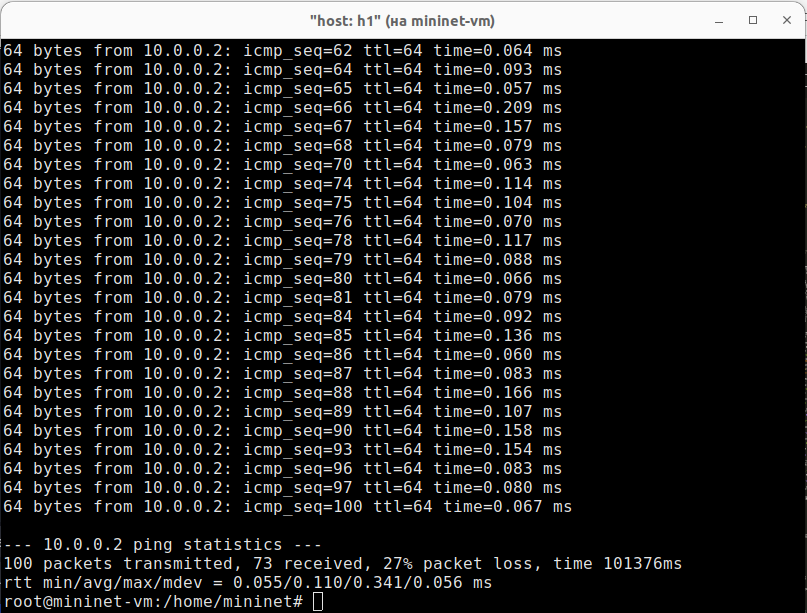 "host: h1" (на mininet-vm)
64 bytes from 10.0.0.2: icmp_seq=62 ttl=64 time=0.064 ms
64 bytes from 10.0.0.2: icmp_seq=64 ttl=64 time=0.093 ms
64 bytes from 10.0.0.2: icmp_seq=65 ttl=64 time=0.057 ms
64 bytes from 10.0.0.2: icmp_seq=66 ttl=64 time=0.209 ms
64 bytes from 10.0.0.2: icmp_seq=67 ttl=64 time=0.157 ms
64 bytes from 10.0.0.2: icmp_seq=68 ttl=64 time=0.079 ms
64 bytes from 10.0.0.2: icmp_seq=70 ttl=64 time=0.063 ms
64 bytes from 10.0.0.2: icmp_seq=74 ttl=64 time=0.114 ms
64 bytes from 10.0.0.2: icmp_seq=75 ttl=64 time=0.104 ms
64 bytes from 10.0.0.2: icmp_seq=76 ttl=64 time=0.070 ms
64 bytes from 10.0.0.2: icmp_seq=78 ttl=64 time=0.117 ms
64 bytes from 10.0.0.2: icmp_seq=79 ttl=64 time=0.088 ms
64 bytes from 10.0.0.2: icmp_seq=80 ttl=64 time=0.066 ms
64 bytes from 10.0.0.2: icmp_seq=81 ttl=64 time=0.079 ms
64 bytes from 10.0.0.2: icmp_seq=84 ttl=64 time=0.092 ms
64 bytes from 10.0.0.2: icmp_seq=85 ttl=64 time=0.136 ms
64 bytes from 10.0.0.2: icmp_seq=86 ttl=64 time=0.060 ms
64 bytes from 10.0.0.2: icmp_seq=87 ttl=64 time=0.083 ms
64 bytes from 10.0.0.2: icmp_seq=88 ttl=64 time=0.166 ms
64 bytes from 10.0.0.2: icmp_seq=89 ttl=64 time=0.107 ms
64 bytes from 10.0.0.2: icmp_seq=90 ttl=64 time=0.158 ms
64 bytes from 10.0.0.2: icmp_seq=93 ttl=64 time=0.154 ms
64 bytes from 10.0.0.2: icmp_seq=96 ttl=64 time=0.083 ms
64 bytes from 10.0.0.2: icmp_seq=97 ttl=64 time=0.080 ms
64 bytes from 10.0.0.2: icmp_seq=100 ttl=64 time=0.067 ms
--- 10.0.0.2 ping statistics ---
100 packets transmitted, 73 received, 27% packet loss, time 101376ms
rtt min/avg/max/mdev = 0.055/0.110/0.341/0.056 ms
root@mininet-vm:/home/mininet#